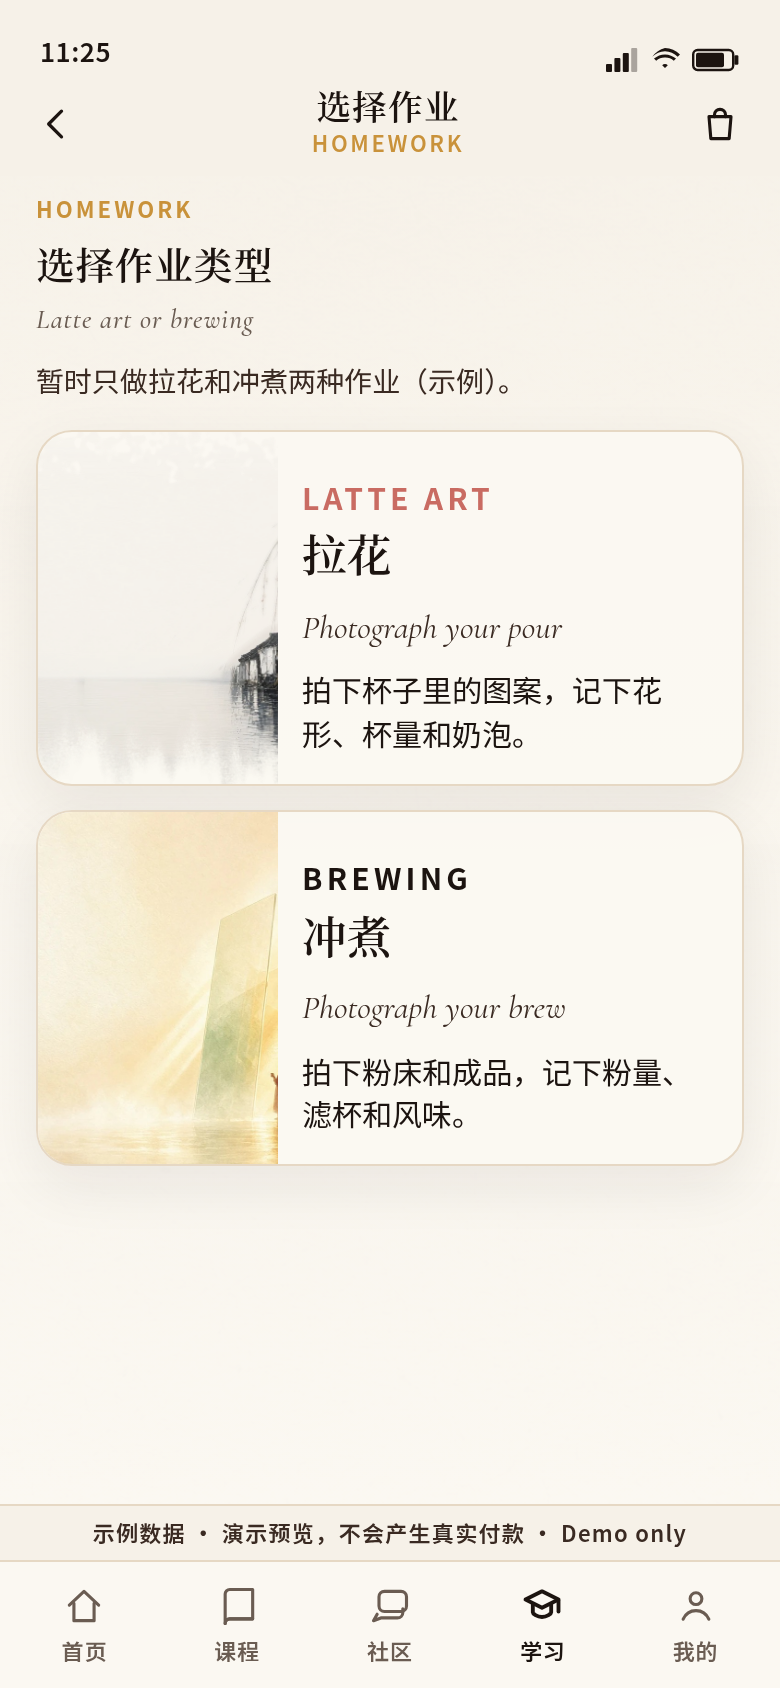 11:25
选择作业
HOMEWORK
HOMEWORK
选择作业类型
Latte art or brewing
暂时只做拉花和冲煮两种作业（示例）。
LATTE ART
拉花
Photograph your pour
拍下杯子里的图案，记下花
形、杯量和奶泡。
BREWING
冲煮
Photograph your brew
拍下粉床和成品，记下粉量、
滤杯和风味。
示例数据 · 演示预览，不会产生真实付款 · Demo only
首页
课程
社区
学习
我的